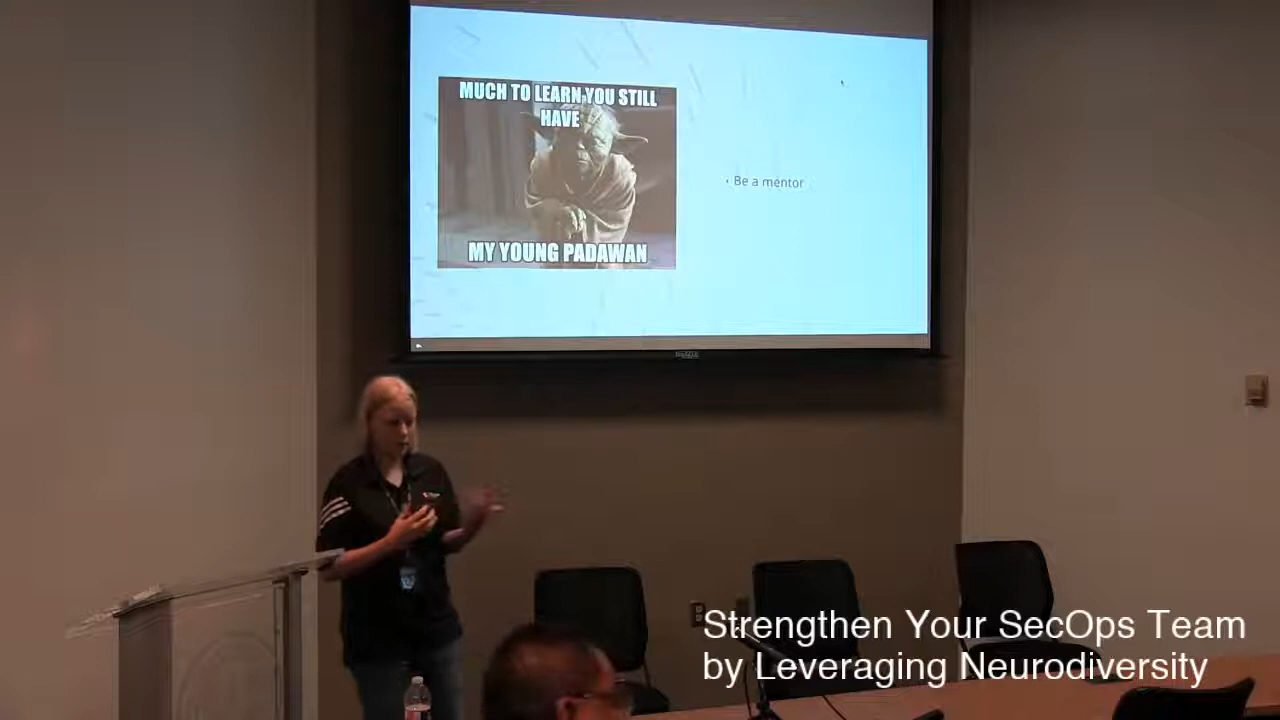 MUCH TO LEARN YOU STILL
HAVE
MY YOUNG PADAWAN
• Be a mentor
Strengthen Your SecOps Team
by Leveraging Neurodiversity